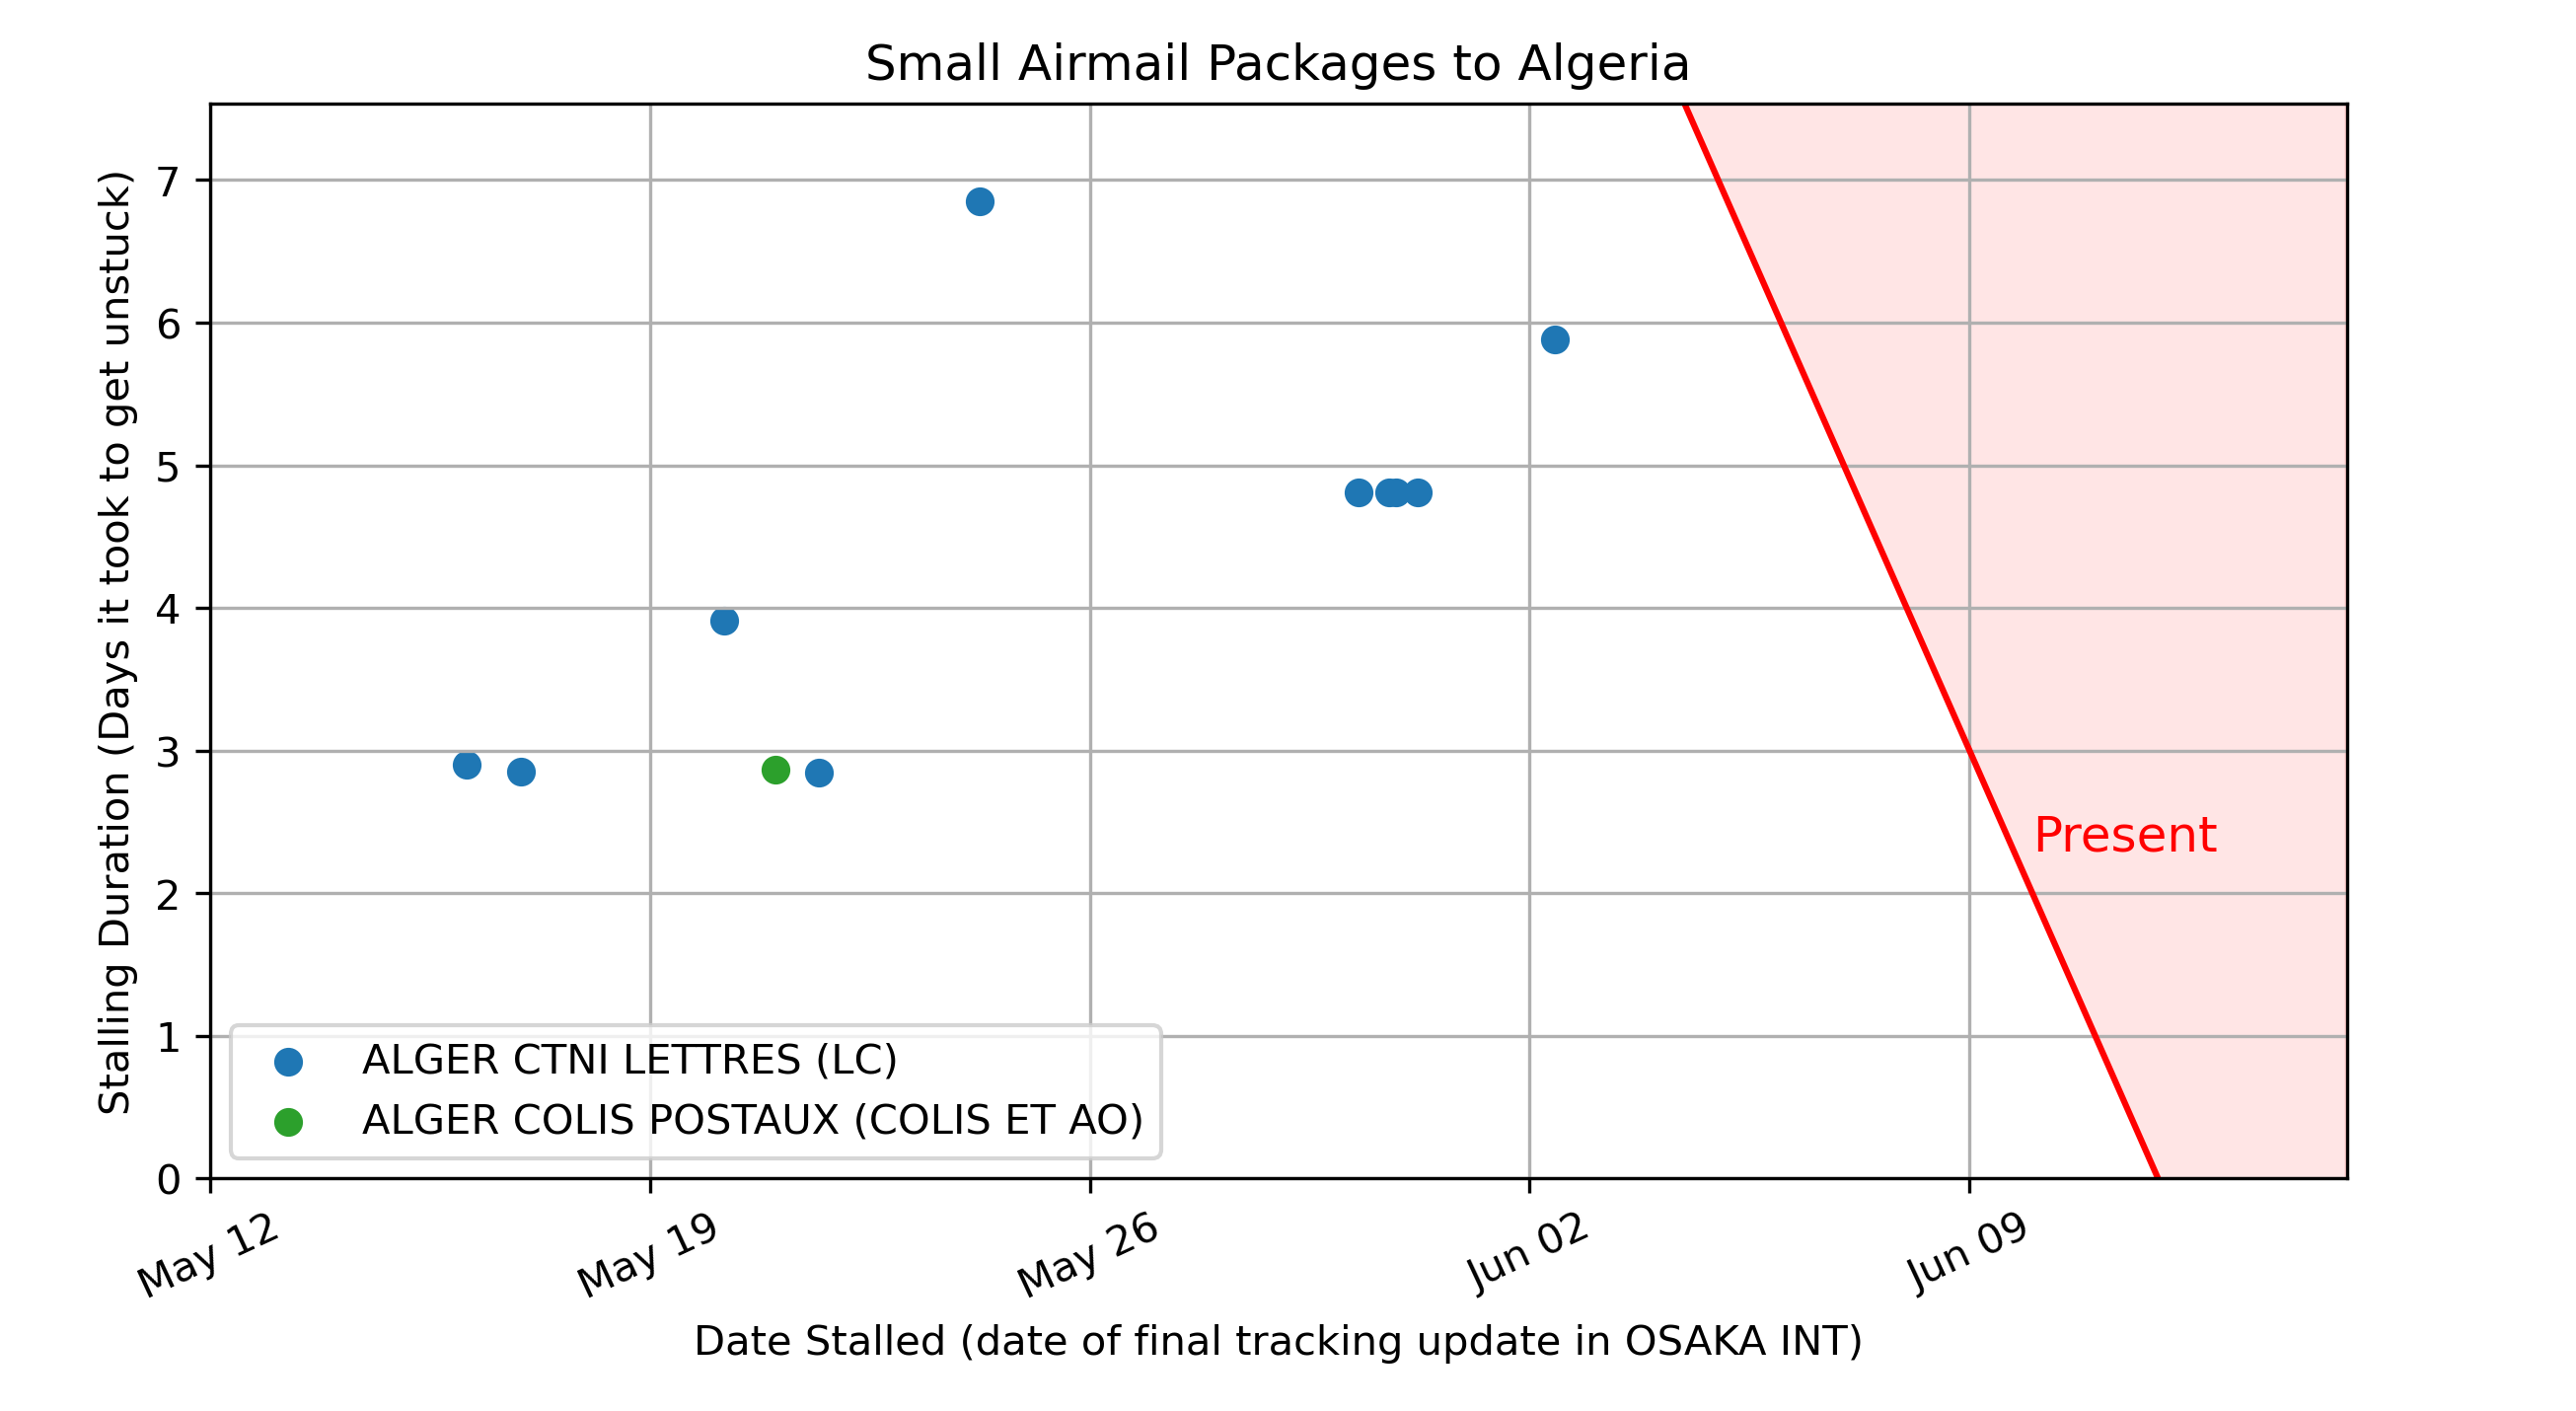 Small Airmail Packages to Algeria
Stalling Duration (Days it took to get unstuck)
7
6
5
4
3
2
1
0
Present
ALGER CTNI LETTRES (LC)
ALGER COLIS POSTAUX (COLIS ET AO)
May 12
May 19
May 26
Jun 02
Jun 09
Date Stalled (date of final tracking update in OSAKA INT)